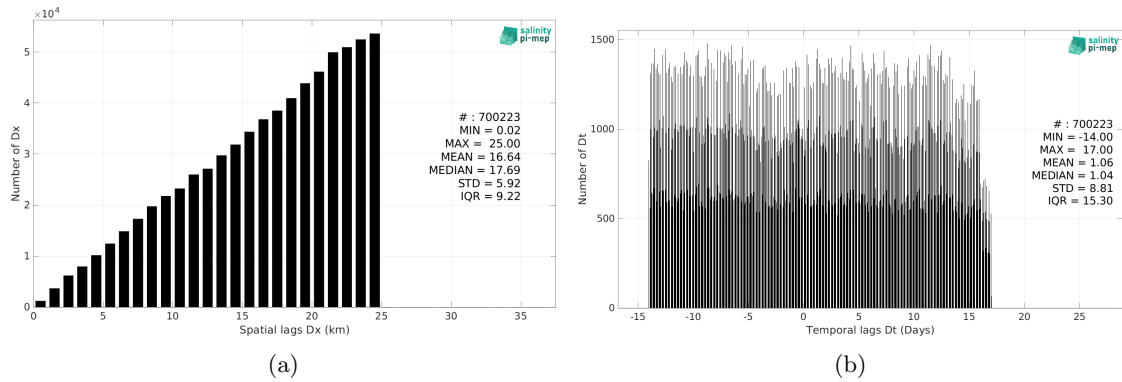 ×10⁴
5
4
3
2
1
0
Number of Dx
0 5 10 15 20 25 30 35
Spatial lags Dx (km)
salinity
pi-mep
# : 700223
MIN = 0.02
MAX = 25.00
MEAN = 16.64
MEDIAN = 17.69
STD = 5.92
IQR = 9.22
(a)
1500
1000
500
0
Number of Dt
-15 -10 -5 0 5 10 15 20 25
Temporal lags Dt (Days)
salinity
pi-mep
# : 700223
MIN = -14.00
MAX = 17.00
MEAN = 1.06
MEDIAN = 1.04
STD = 8.81
IQR = 15.30
(b)